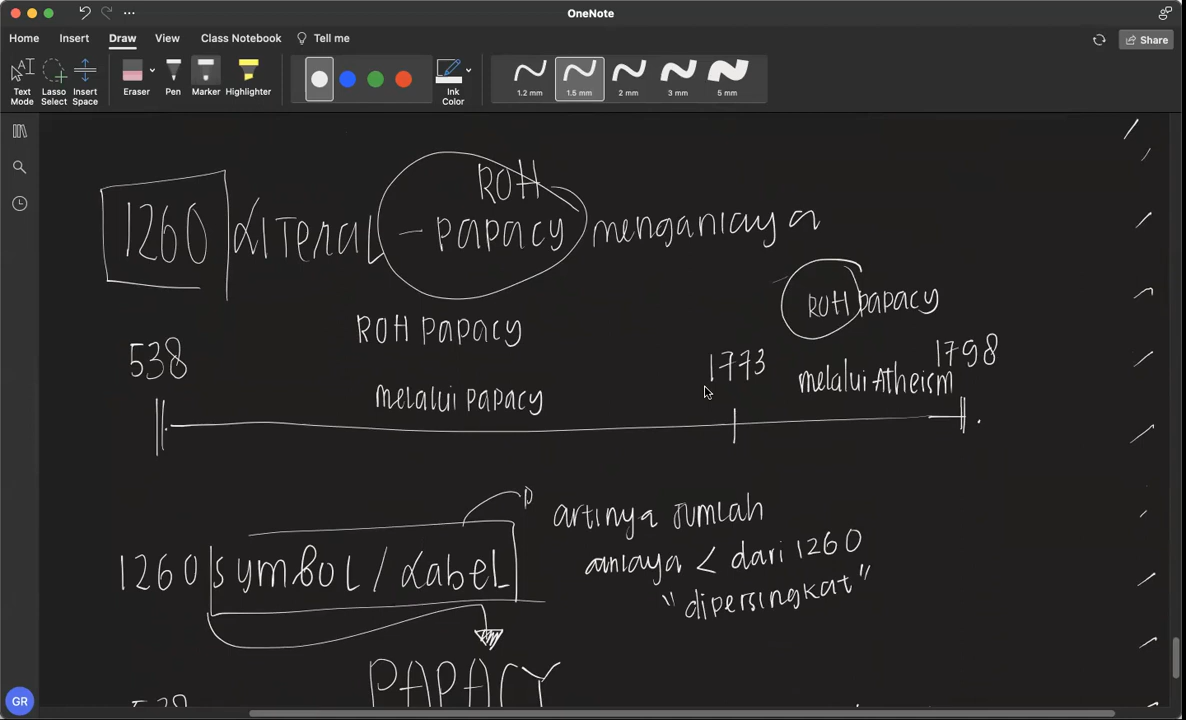 OneNote
Home Insert Draw View Class Notebook Tell me
Share
Text Mode
Lasso Select
Insert Space
Eraser
Pen
Marker
Highlighter
Ink Color
1.2 mm
1.5 mm
2 mm
3 mm
5 mm
ROH
1260 LITERAL – PAPACY menganiaya
ROH PAPACY
ROH PAPACY
538
1773
1798
melalui PAPACY
melalui Atheism
artinya Jumlah
1260 symbol / Label
aniaya < dari 1260
"dipersingkat"
PAPACY
538
GR